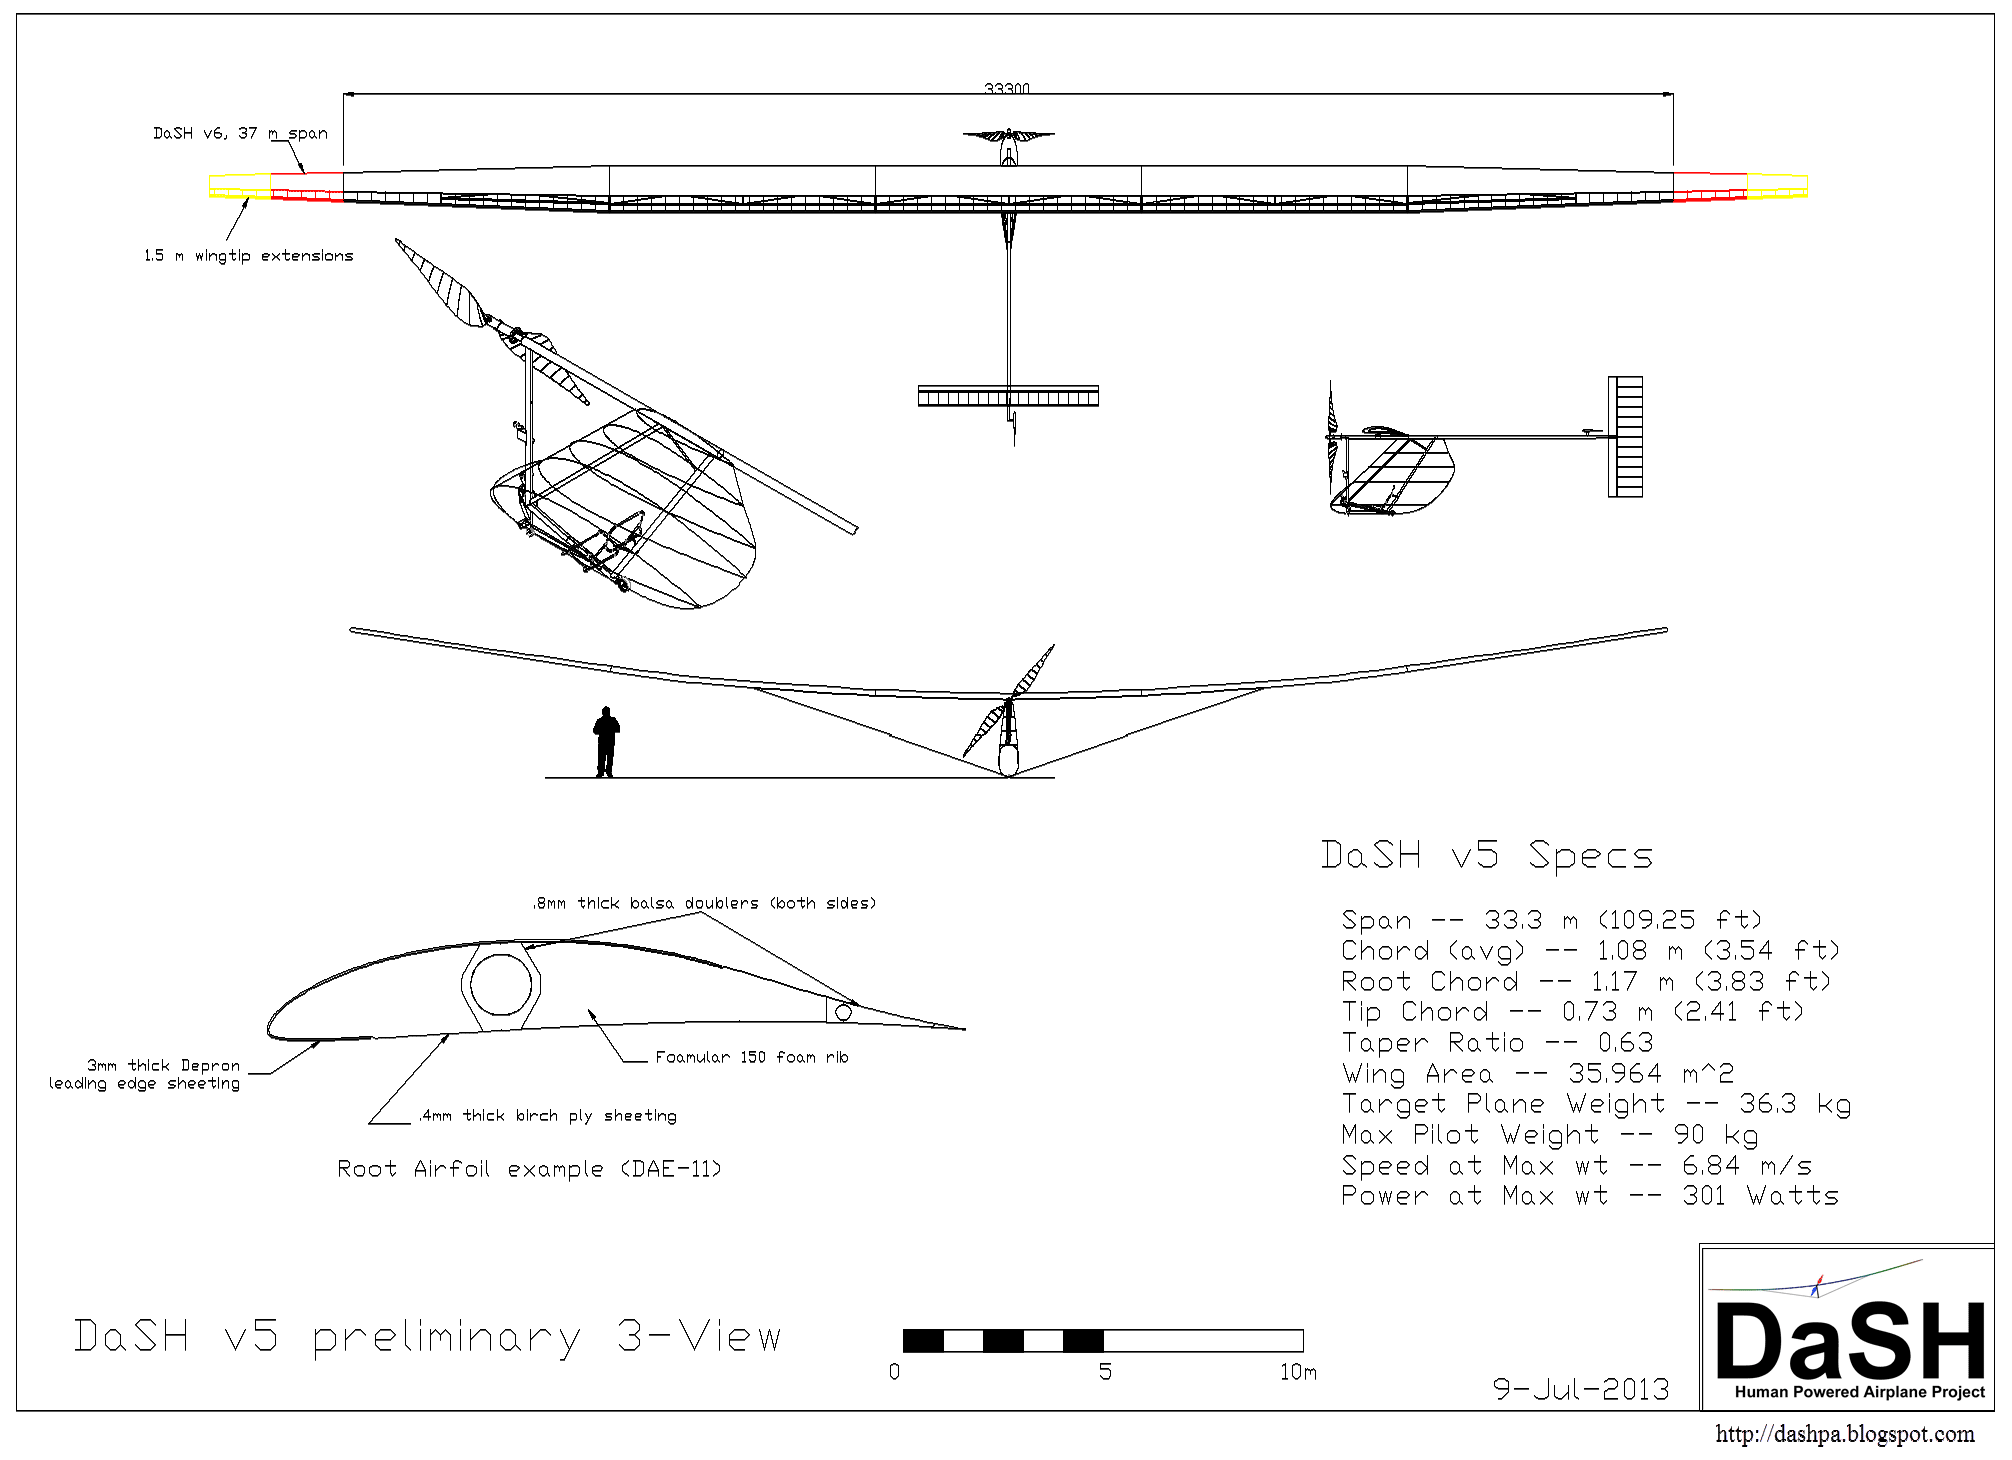 33300
DaSH v6, 37 m span
1.5 m wingtip extensions
DaSH v5 Specs
Span -- 33.3 m (109.25 ft)
Chord (avg) -- 1.08 m (3.54 ft)
Root Chord -- 1.17 m (3.83 ft)
Tip Chord -- 0.73 m (2.41 ft)
Taper Ratio -- 0.63
Wing Area -- 35.964 m^2
Target Plane Weight -- 36.3 kg
Max Pilot Weight -- 90 kg
Speed at Max wt -- 6.84 m/s
Power at Max wt -- 301 Watts
.8mm thick balsa doublers (both sides)
Foamular 150 foam rib
3mm thick Depron
leading edge sheeting
.4mm thick birch ply sheeting
Root Airfoil example (DAE-11)
DaSH v5 preliminary 3-View
0 5 10m
9-Jul-2013
DaSH
Human Powered Airplane Project
http://dashpa.blogspot.com